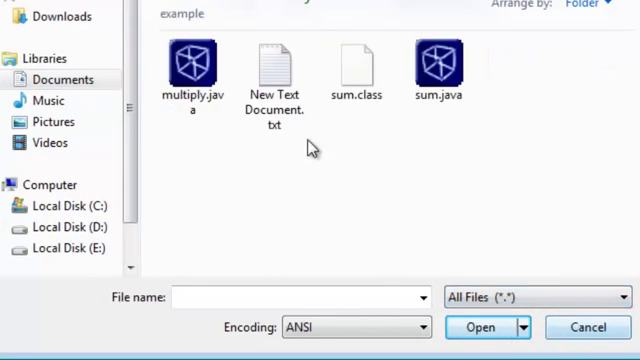 Arrange by: Folder
Downloads
example
Libraries
Documents
Music
Pictures
Videos
Computer
Local Disk (C:)
Local Disk (D:)
Local Disk (E:)
multiply.jav
a
New Text
Document.
txt
sum.class
sum.java
File name:
All Files (*.*)
Encoding: ANSI
Open
Cancel